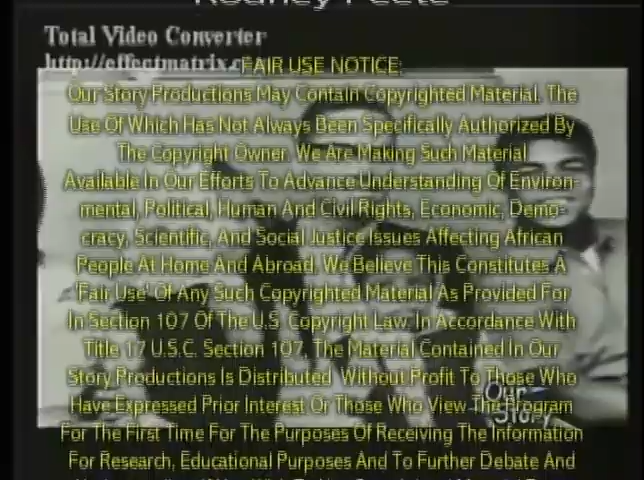 Rodney Peete
Total Video Converter
http://effectmatrix.c
FAIR USE NOTICE:
Our Story Productions May Contain Copyrighted Material. The
Use Of Which Has Not Always Been Specifically Authorized By
The Copyright Owner. We Are Making Such Material
Available In Our Efforts To Advance Understanding Of Environ-
mental, Political, Human And Civil Rights, Economic, Demo-
cracy, Scientific, And Social Justice Issues Affecting African
People At Home And Abroad. We Believe This Constitutes A
'Fair Use' Of Any Such Copyrighted Material As Provided For
In Section 107 Of The U.S. Copyright Law. In Accordance With
Title 17 U.S.C. Section 107, The Material Contained In Our
Story Productions Is Distributed Without Profit To Those Who
Have Expressed Prior Interest Or Those Who View The Program
For The First Time For The Purposes Of Receiving The Information
For Research, Educational Purposes And To Further Debate And
Our
Story